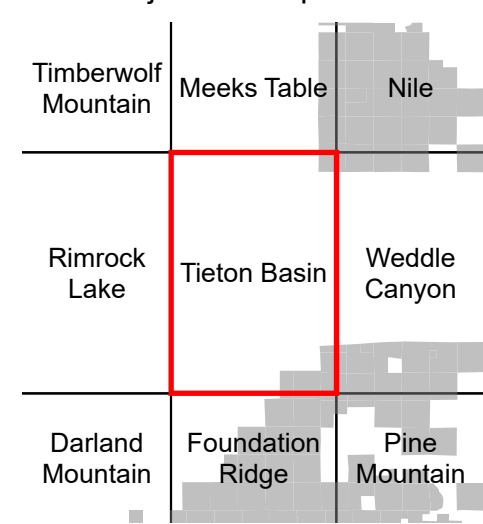 Timberwolf
Mountain
Meeks Table
Nile
Rimrock
Lake
Tieton Basin
Weddle
Canyon
Darland
Mountain
Foundation
Ridge
Pine
Mountain